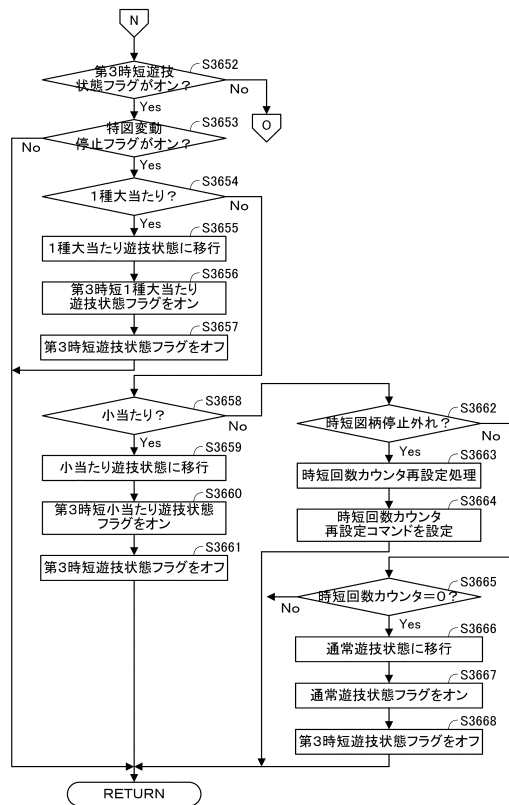 N
S3652
第3時短遊技
状態フラグがオン?
No
Yes
O
S3653
特図変動
停止フラグがオン?
No
Yes
S3654
1種大当たり?
No
Yes
S3655
1種大当たり遊技状態に移行
S3656
第3時短1種大当たり
遊技状態フラグをオン
S3657
第3時短遊技状態フラグをオフ
S3658
小当たり?
No
Yes
S3659
小当たり遊技状態に移行
S3660
第3時短小当たり遊技状態
フラグをオン
S3661
第3時短遊技状態フラグをオフ
S3662
時短図柄停止外れ?
No
Yes
S3663
時短回数カウンタ再設定処理
S3664
時短回数カウンタ
再設定コマンドを設定
S3665
時短回数カウンタ=0?
No
Yes
S3666
通常遊技状態に移行
S3667
通常遊技状態フラグをオン
S3668
第3時短遊技状態フラグをオフ
RETURN